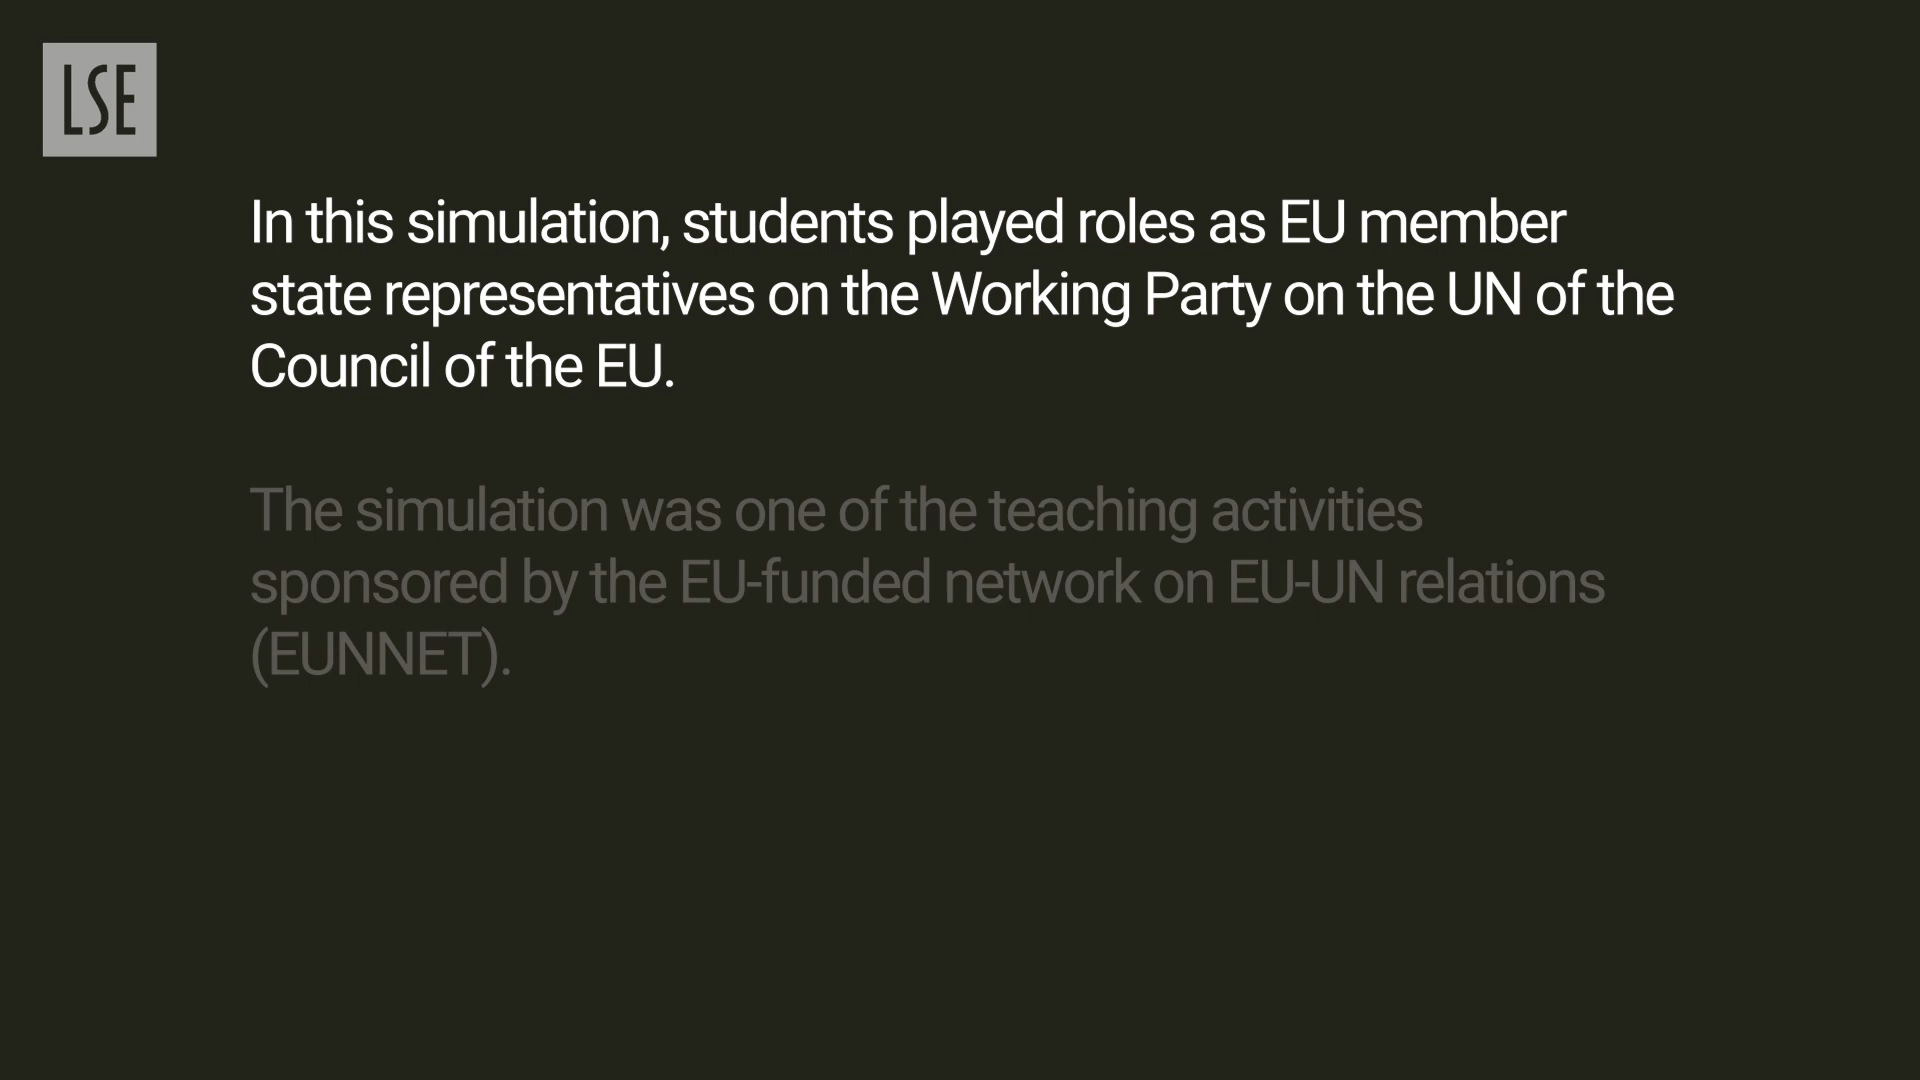 LSE
In this simulation, students played roles as EU member
state representatives on the Working Party on the UN of the
Council of the EU.
The simulation was one of the teaching activities
sponsored by the EU-funded network on EU-UN relations
(EUNNET).